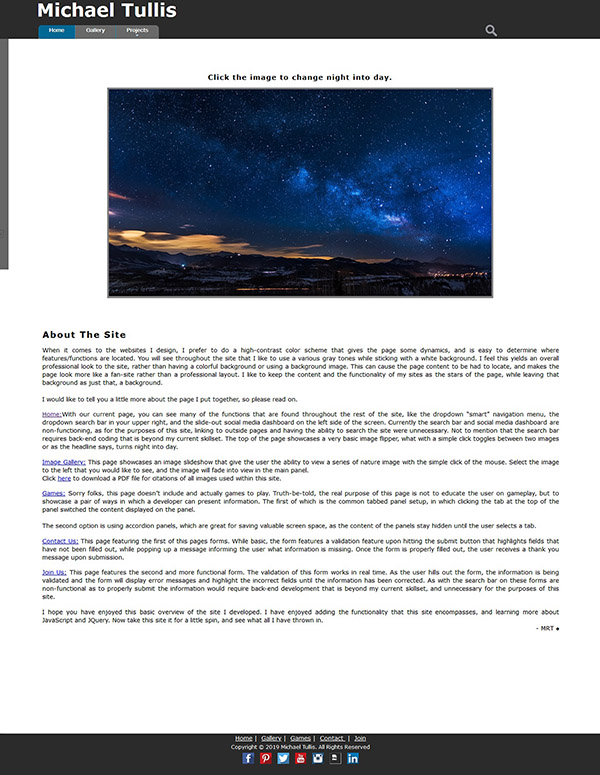 Michael Tullis
Home Gallery Projects
Click the image to change night into day.
About The Site
When it comes to the websites I design, I prefer to do a high-contrast color scheme that gives the page some dynamics, and is easy to determine where
features/functions are located. You will see throughout the site that I like to use a various gray tones while sticking with a white background. I feel this yields an overall
professional look to the site, rather than having a colorful background or using a background image. This can cause the page content to be had to locate, and makes the
page look more like a fan-site rather than a professional layout. I like to keep the content and the functionality of my sites as the stars of the page, while leaving that
background as just that, a background.
I would like to tell you a little more about the page I put together, so please read on.
Home:With our current page, you can see many of the functions that are found throughout the rest of the site, like the dropdown "smart" navigation menu, the
dropdown search bar in your upper right, and the slide-out social media dashboard on the left side of the screen. Currently the search bar and social media dashboard are
non-functioning, as for the purposes of this site, linking to outside pages and having the ability to search the site were unnecessary. Not to mention that the search bar
requires back-end coding that is beyond my current skillset. The top of the page showcases a very basic image flipper, what with a simple click toggles between two images
or as the headline says, turns night into day.
Image Gallery: This page showcases an image slideshow that give the user the ability to view a series of nature image with the simple click of the mouse. Select the image
to the left that you would like to see, and the image will fade into view in the main panel.
Click here to download a PDF file for citations of all images used within this site.
Games: Sorry folks, this page doesn't include and actually games to play. Truth-be-told, the real purpose of this page is not to educate the user on gameplay, but to
showcase a pair of ways in which a developer can present information. The first of which is the common tabbed panel setup, in which clicking the tab at the top of the
panel switched the content displayed on the panel.
The second option is using accordion panels, which are great for saving valuable screen space, as the content of the panels stay hidden until the user selects a tab.
Contact Us: This page featuring the first of this pages forms. While basic, the form features a validation feature upon hitting the submit button that highlights fields that
have not been filled out, while popping up a message informing the user what information is missing. Once the form is properly filled out, the user receives a thank you
message upon submission.
Join Us: This page features the second and more functional form. The validation of this form works in real time. As the user hills out the form, the information is being
validated and the form will display error messages and highlight the incorrect fields until the information has been corrected. As with the search bar on these forms are
non-functional as to properly submit the information would require back-end development that is beyond my current skillset, and unnecessary for the purposes of this
site.
I hope you have enjoyed this basic overview of the site I developed. I have enjoyed adding the functionality that this site encompasses, and learning more about
JavaScript and JQuery. Now take this site it for a little spin, and see what all I have thrown in.
- MRT ♠
Home | Gallery | Games | Contact | Join
Copyright © 2019 Michael Tullis. All Rights Reserved